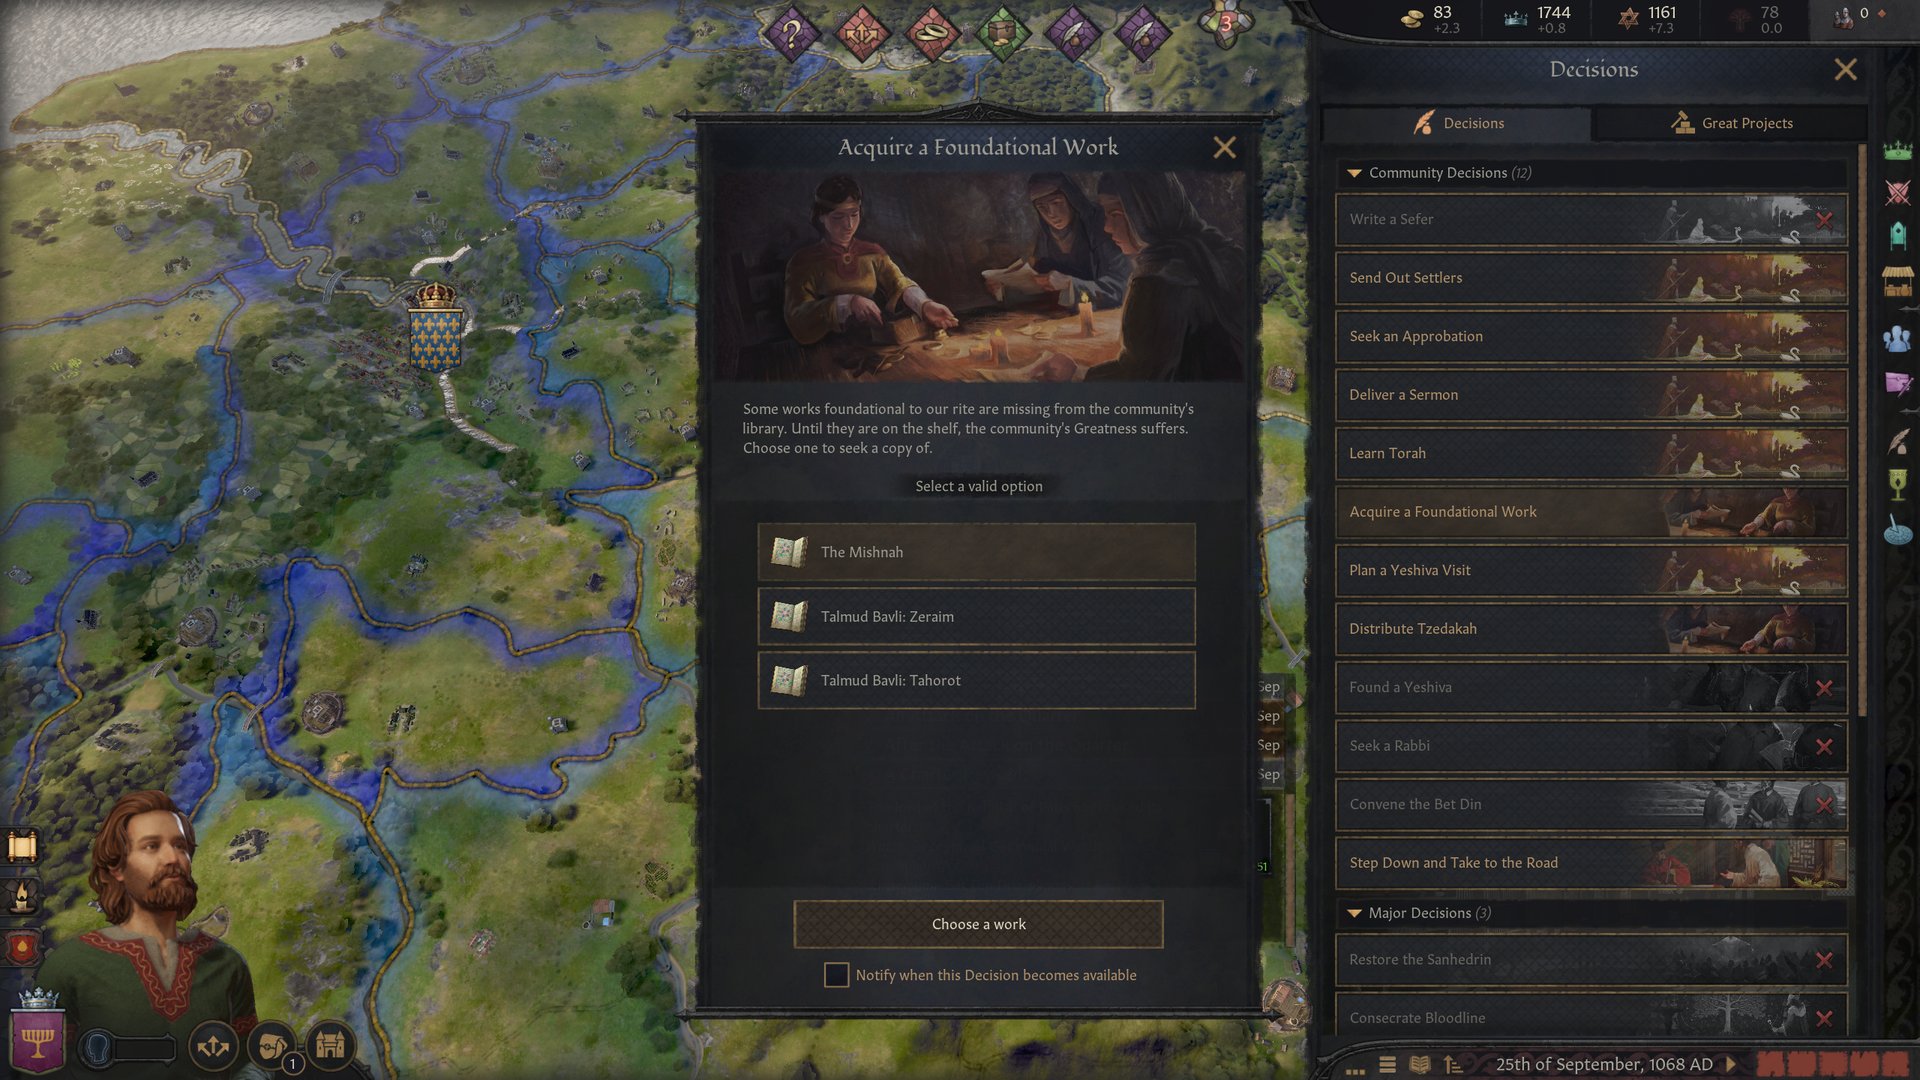 3
83
+2.3
1744
+0.8
1161
+7.3
78
0.0
0
Decisions
Decisions
Great Projects
Community Decisions (12)
Write a Sefer
Send Out Settlers
Seek an Approbation
Deliver a Sermon
Learn Torah
Acquire a Foundational Work
Plan a Yeshiva Visit
Distribute Tzedakah
Found a Yeshiva
Seek a Rabbi
Convene the Bet Din
Step Down and Take to the Road
Major Decisions (3)
Restore the Sanhedrin
Consecrate Bloodline
Acquire a Foundational Work
Some works foundational to our rite are missing from the community's
library. Until they are on the shelf, the community's Greatness suffers.
Choose one to seek a copy of.
Select a valid option
The Mishnah
Talmud Bavli: Zeraim
Talmud Bavli: Tahorot
Choose a work
Notify when this Decision becomes available
Sep
Sep
Sep
Sep
51
1
25th of September, 1068 AD